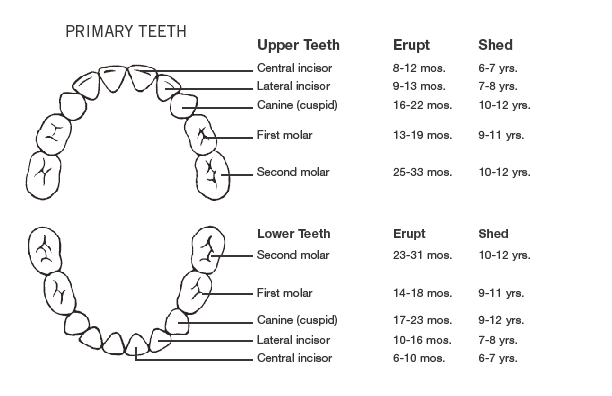 PRIMARY TEETH
Upper Teeth Erupt Shed
Central incisor 8-12 mos. 6-7 yrs.
Lateral incisor 9-13 mos. 7-8 yrs.
Canine (cuspid) 16-22 mos. 10-12 yrs.
First molar 13-19 mos. 9-11 yrs.
Second molar 25-33 mos. 10-12 yrs.
Lower Teeth Erupt Shed
Second molar 23-31 mos. 10-12 yrs.
First molar 14-18 mos. 9-11 yrs.
Canine (cuspid) 17-23 mos. 9-12 yrs.
Lateral incisor 10-16 mos. 7-8 yrs.
Central incisor 6-10 mos. 6-7 yrs.